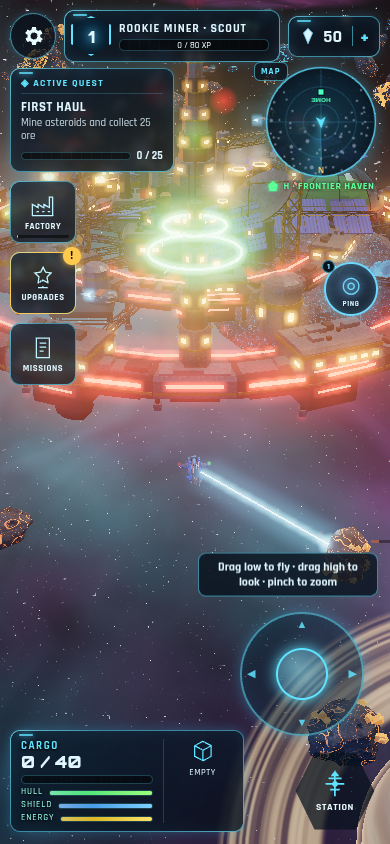 1
ROOKIE MINER · SCOUT
0 / 80 XP
50
+
ACTIVE QUEST
FIRST HAUL
Mine asteroids and collect 25
ore
0 / 25
MAP
HOME
N
FRONTIER HAVEN
FACTORY
!
UPGRADES
1
PING
MISSIONS
Drag low to fly · drag high to
look · pinch to zoom
CARGO
0 / 40
HULL
SHIELD
ENERGY
EMPTY
STATION